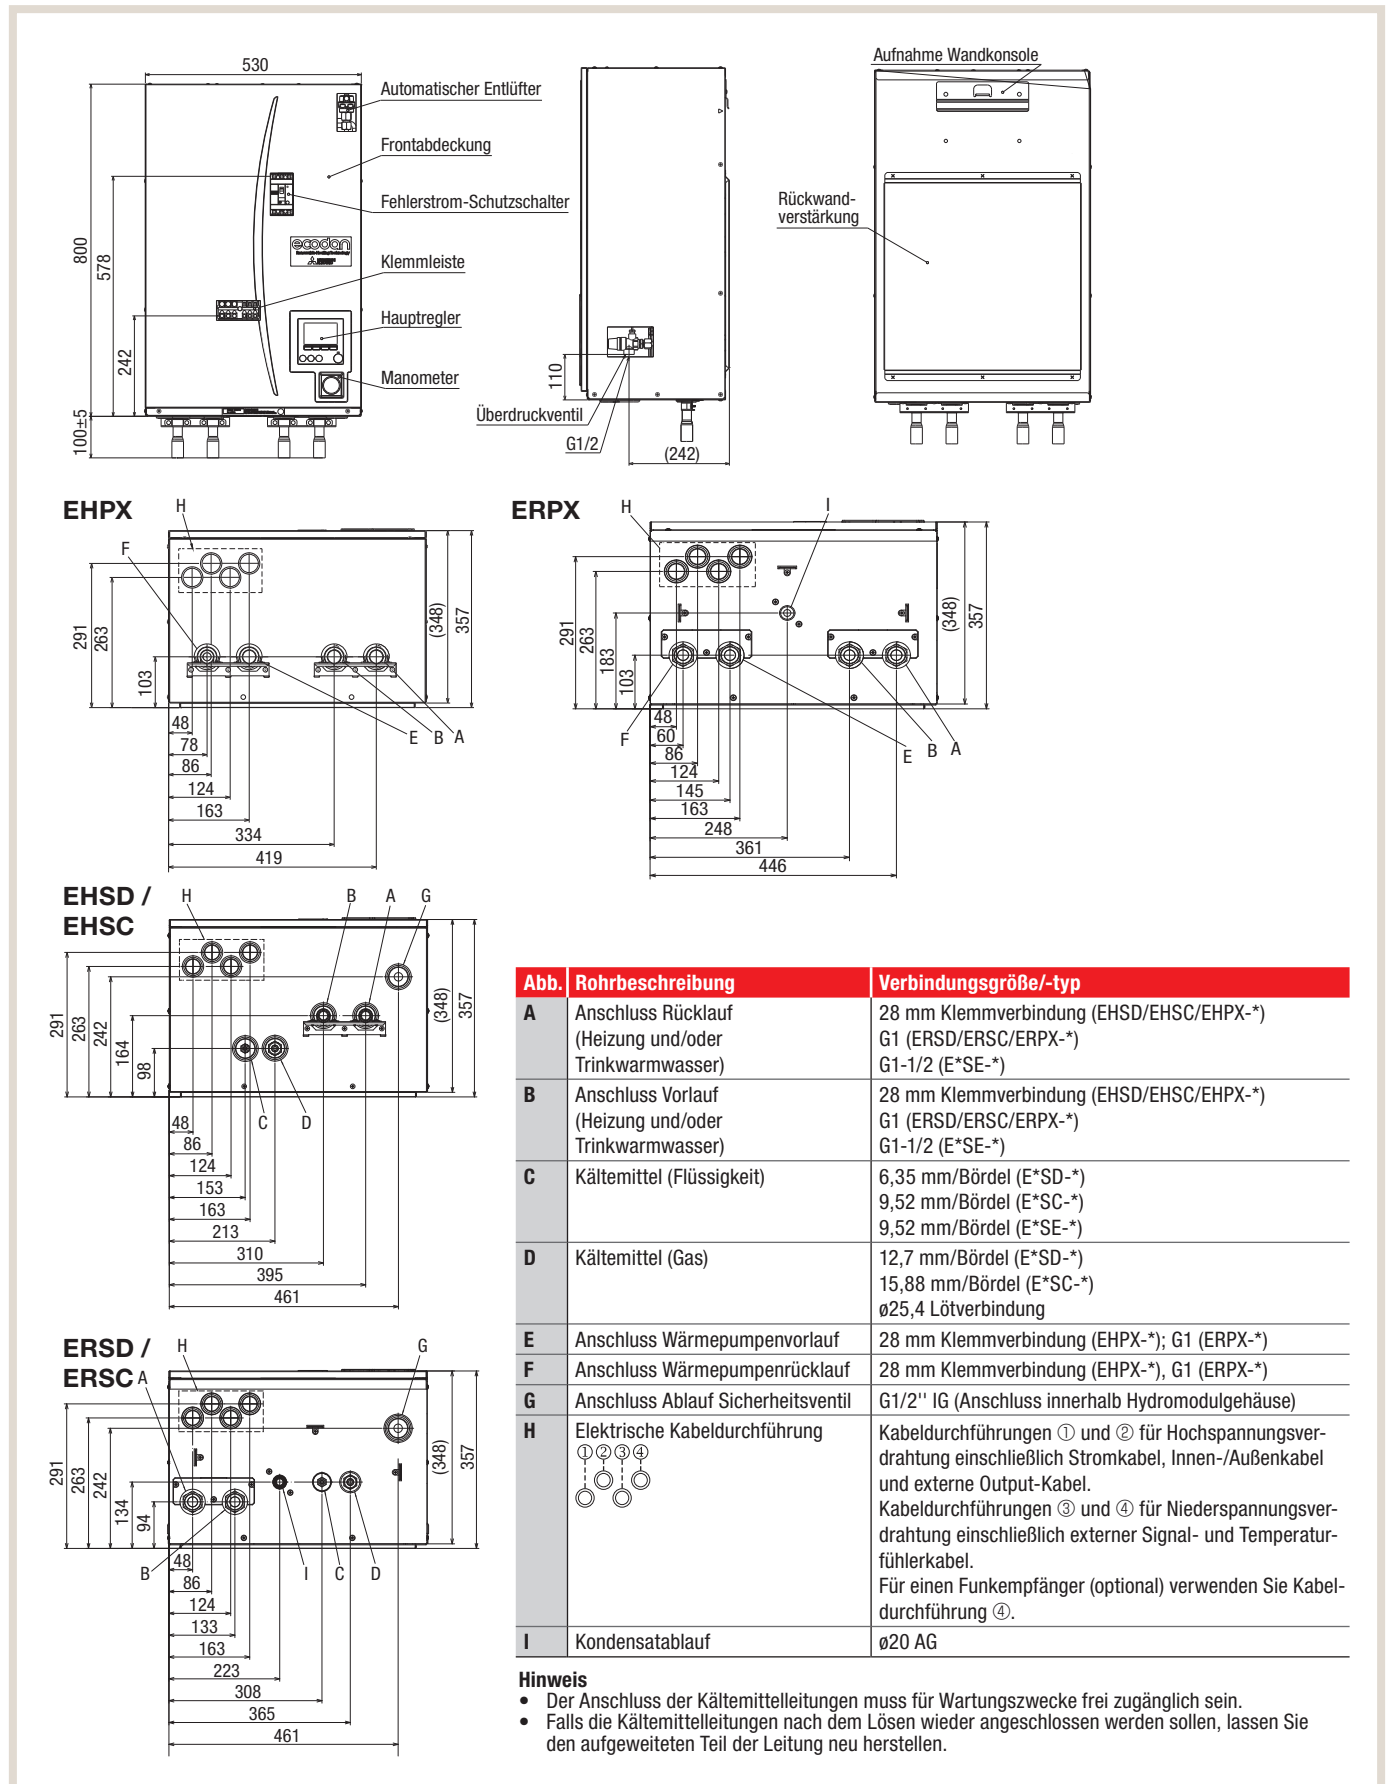 530
800
578
242
100±5
Automatischer Entlüfter
Frontabdeckung
Fehlerstrom-Schutzschalter
ecodan
Klemmleiste
Hauptregler
Manometer
110
Überdruckventil
G1/2
(242)
Aufnahme Wandkonsole
Rückwand-
verstärkung
EHPX
H
F
291
263
103
(348)
357
48
78
86
124
163
334
419
E
B
A
ERPX
H
I
291
263
183
103
(348)
357
F
48
60
86
124
145
163
248
361
446
E
B
A
EHSD /
EHSC
H
B
A
G
291
263
242
164
98
(348)
357
C
D
48
86
124
153
163
213
310
395
461
ERSD /
ERSC
A
H
G
291
263
242
134
94
(348)
357
B
I
C
D
48
86
124
133
163
223
308
365
461
Abb. Rohrbeschreibung Verbindungsgröße/-typ
A Anschluss Rücklauf 28 mm Klemmverbindung (EHSD/EHSC/EHPX-*)
(Heizung und/oder G1 (ERSD/ERSC/ERPX-*)
Trinkwarmwasser) G1-1/2 (E*SE-*)
B Anschluss Vorlauf 28 mm Klemmverbindung (EHSD/EHSC/EHPX-*)
(Heizung und/oder G1 (ERSD/ERSC/ERPX-*)
Trinkwarmwasser) G1-1/2 (E*SE-*)
C Kältemittel (Flüssigkeit) 6,35 mm/Bördel (E*SD-*)
9,52 mm/Bördel (E*SC-*)
9,52 mm/Bördel (E*SE-*)
D Kältemittel (Gas) 12,7 mm/Bördel (E*SD-*)
15,88 mm/Bördel (E*SC-*)
ø25,4 Lötverbindung
E Anschluss Wärmepumpenvorlauf 28 mm Klemmverbindung (EHPX-*); G1 (ERPX-*)
F Anschluss Wärmepumpenrücklauf 28 mm Klemmverbindung (EHPX-*), G1 (ERPX-*)
G Anschluss Ablauf Sicherheitsventil G1/2'' IG (Anschluss innerhalb Hydromodulgehäuse)
H Elektrische Kabeldurchführung Kabeldurchführungen ① und ② für Hochspannungsver-
①②③④ drahtung einschließlich Stromkabel, Innen-/Außenkabel
und externe Output-Kabel.
Kabeldurchführungen ③ und ④ für Niederspannungsver-
drahtung einschließlich externer Signal- und Temperatur-
fühlerkabel.
Für einen Funkempfänger (optional) verwenden Sie Kabel-
durchführung ④.
I Kondensatablauf ø20 AG
Hinweis
• Der Anschluss der Kältemittelleitungen muss für Wartungszwecke frei zugänglich sein.
• Falls die Kältemittelleitungen nach dem Lösen wieder angeschlossen werden sollen, lassen Sie
den aufgeweiteten Teil der Leitung neu herstellen.